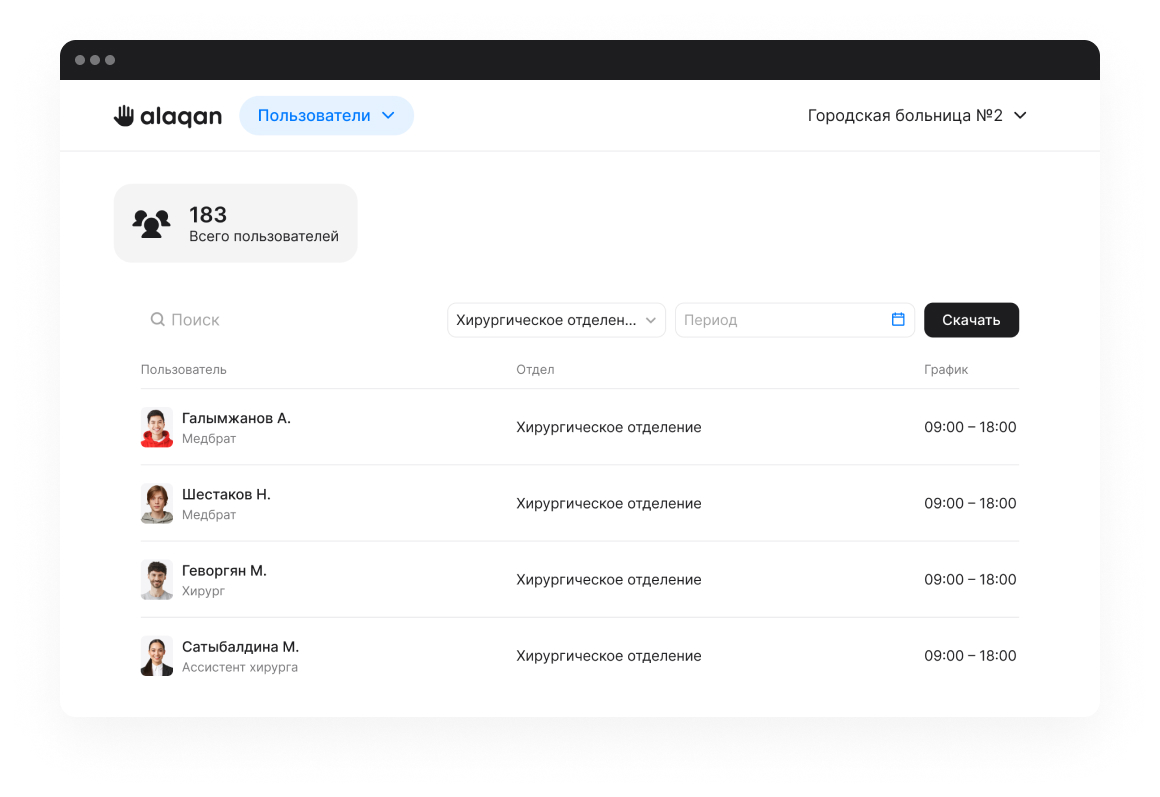 alaqan
Пользователи
Городская больница №2
183
Всего пользователей
Поиск
Хирургическое отделен...
Период
Скачать
Пользователь
Отдел
График
Галымжанов А.
Медбрат
Хирургическое отделение
09:00 – 18:00
Шестаков Н.
Медбрат
Хирургическое отделение
09:00 – 18:00
Геворгян М.
Хирург
Хирургическое отделение
09:00 – 18:00
Сатыбалдина М.
Ассистент хирурга
Хирургическое отделение
09:00 – 18:00